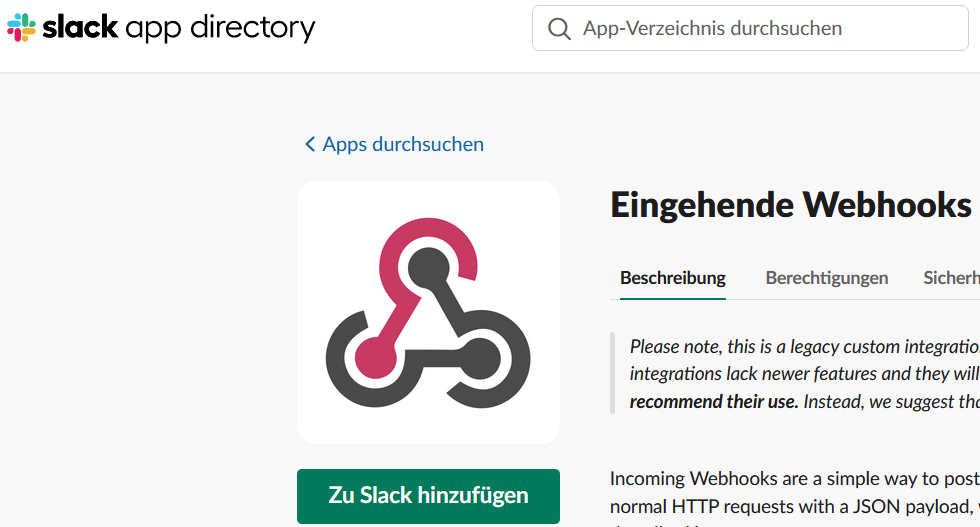 slack app directory
App-Verzeichnis durchsuchen
Apps durchsuchen
Eingehende Webhooks
Beschreibung Berechtigungen Sicherh
Please note, this is a legacy custom integratio
integrations lack newer features and they will
recommend their use. Instead, we suggest tha
Zu Slack hinzufügen
Incoming Webhooks are a simple way to post
normal HTTP requests with a JSON payload,